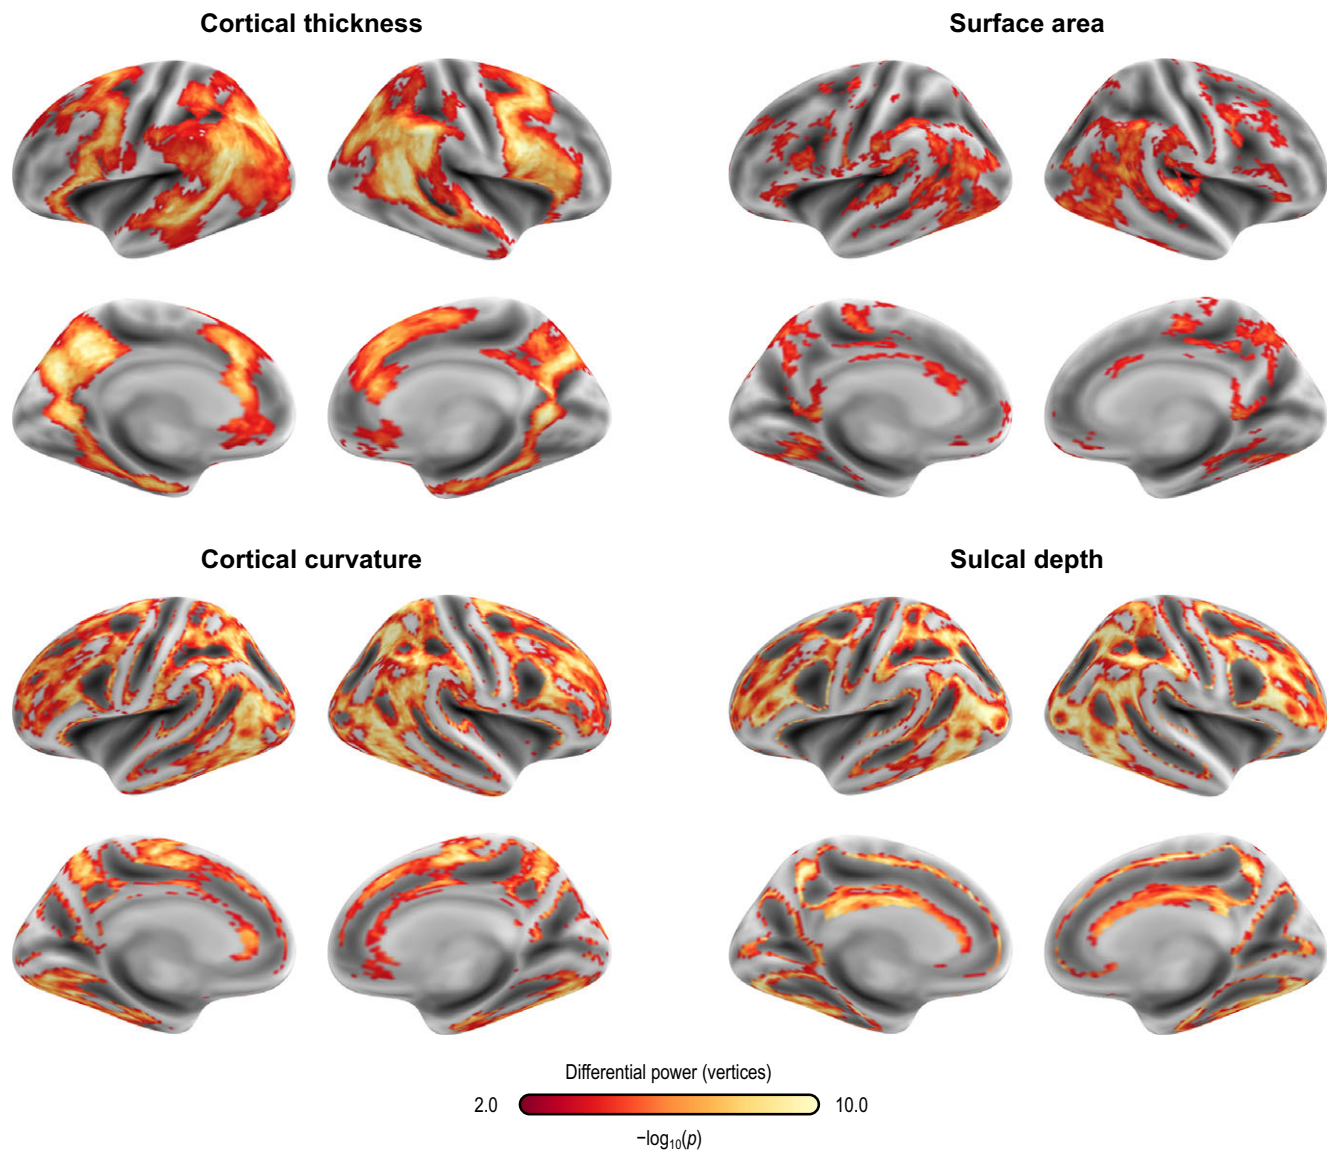 Cortical thickness
Surface area
Cortical curvature
Sulcal depth
Differential power (vertices)
2.0 10.0
−log₁₀(p)